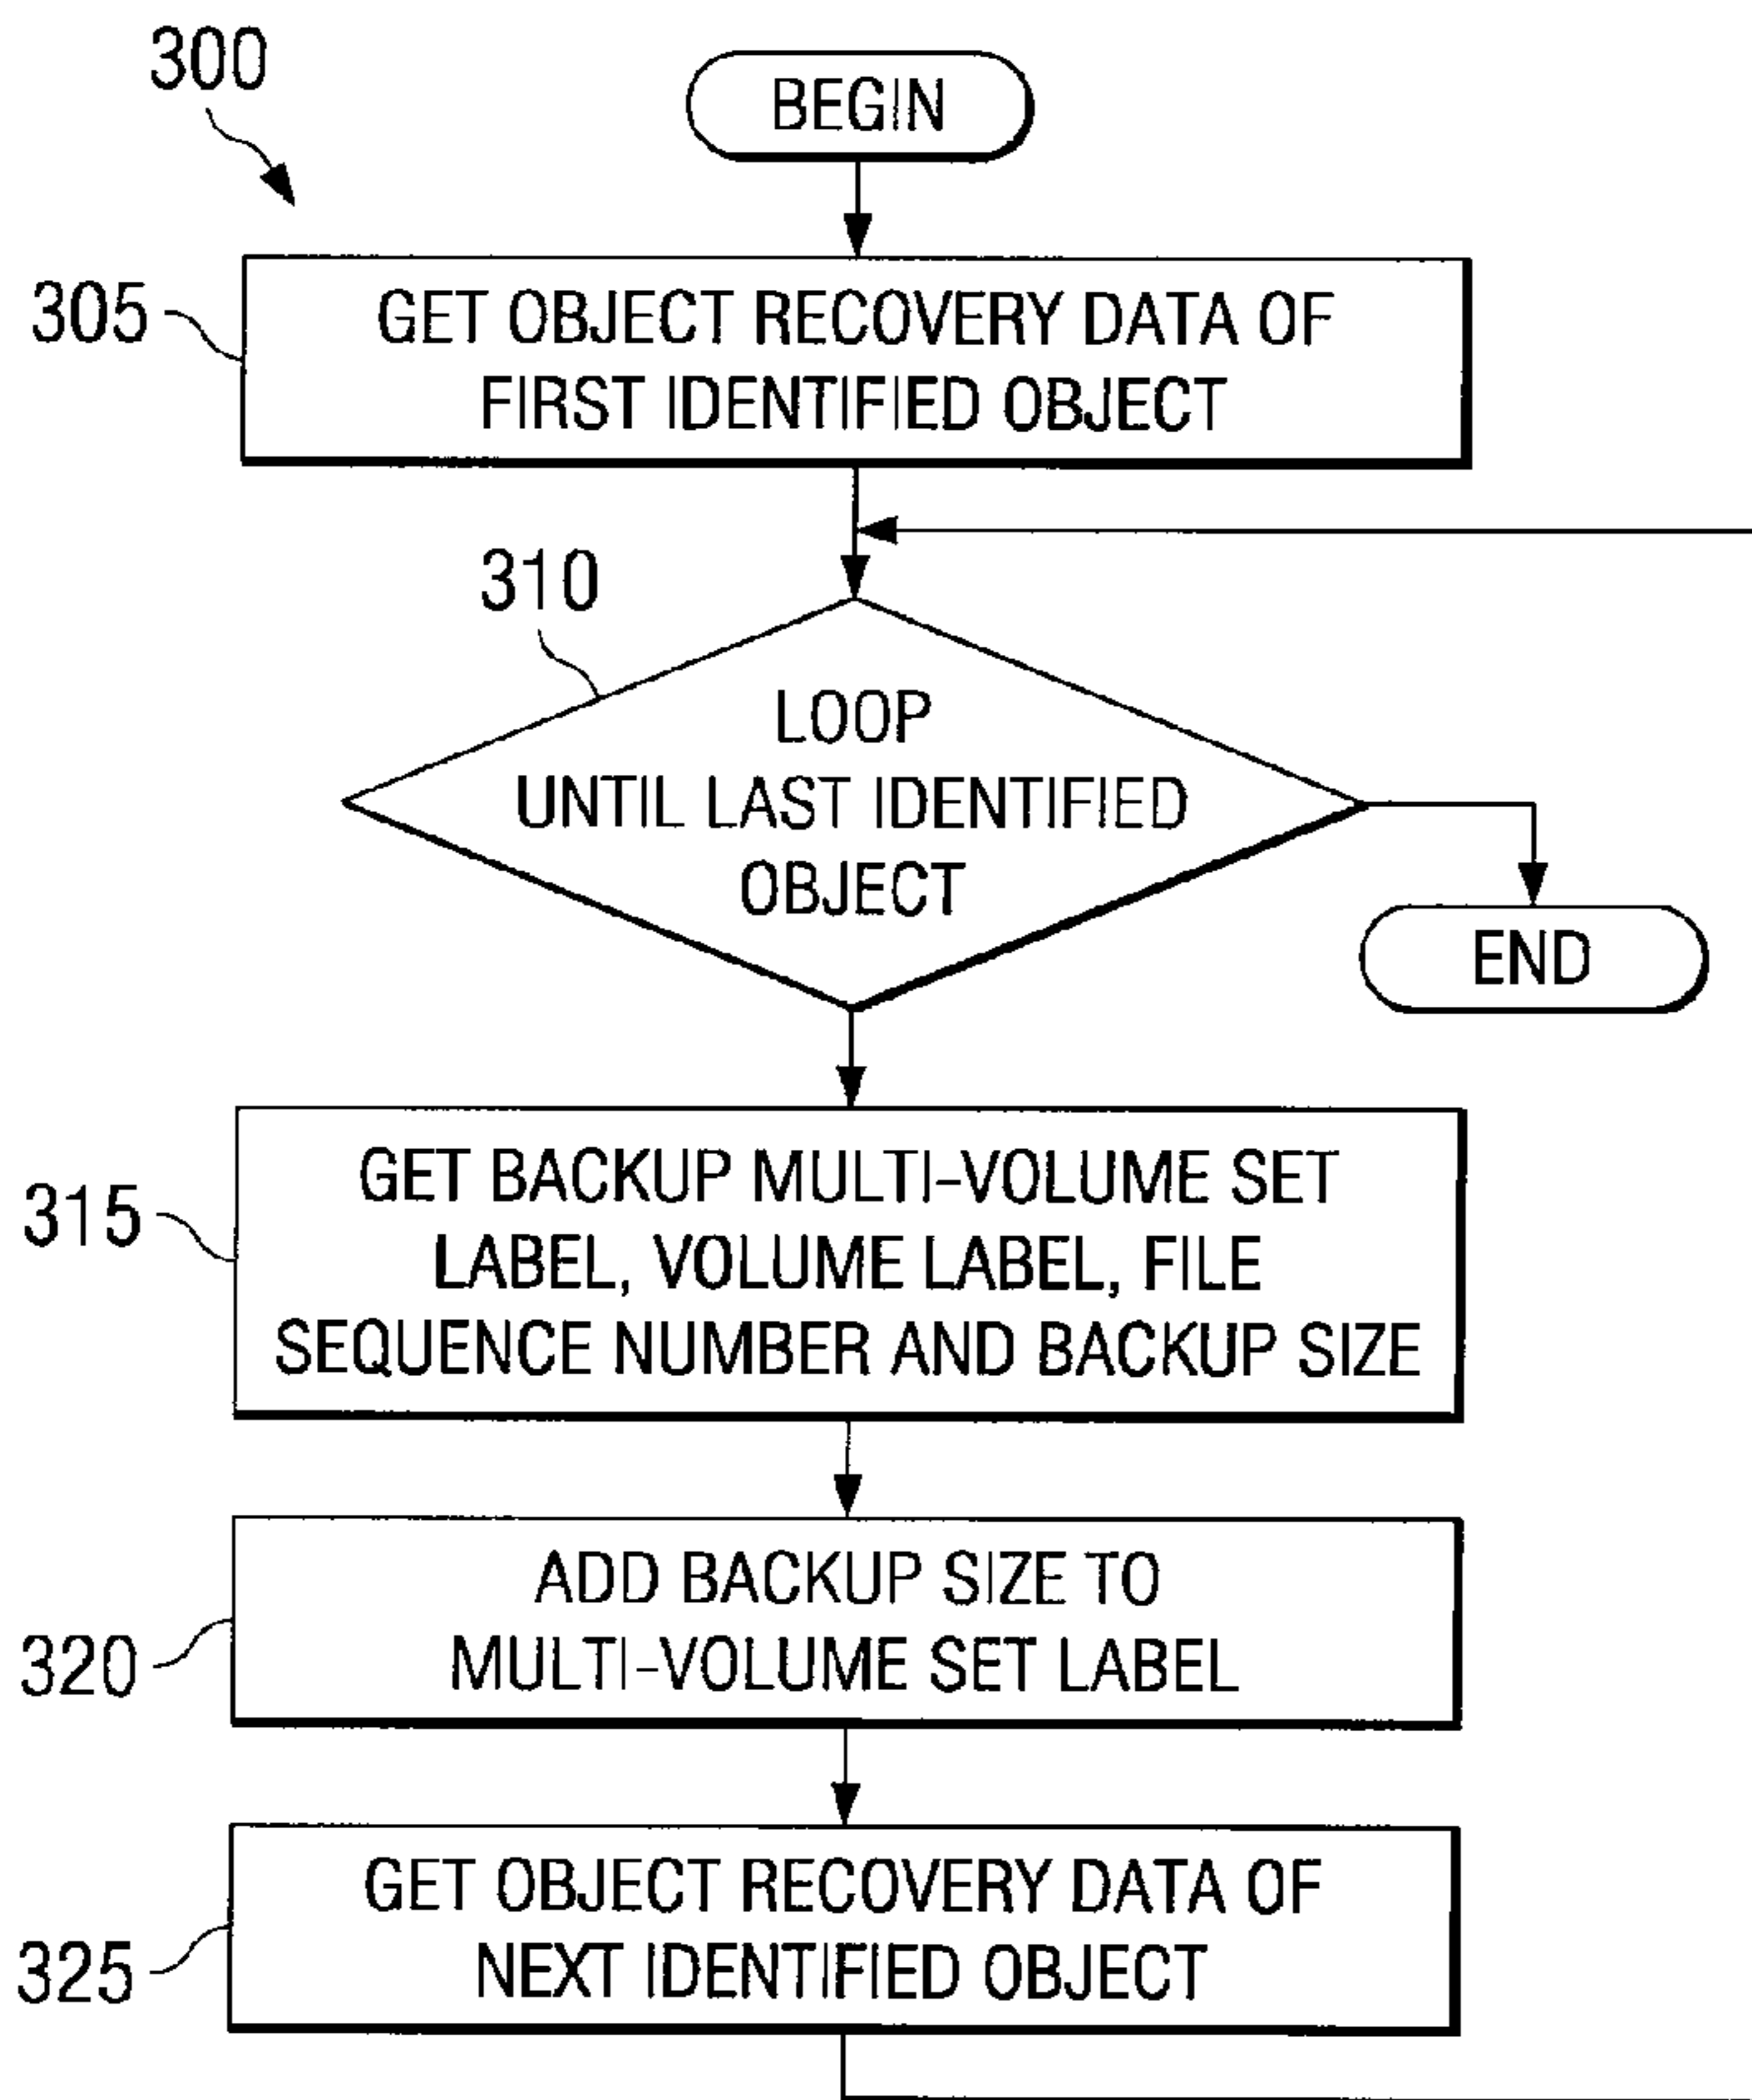 300
BEGIN
305
GET OBJECT RECOVERY DATA OF
FIRST IDENTIFIED OBJECT
310
LOOP
UNTIL LAST IDENTIFIED
OBJECT
END
315
GET BACKUP MULTI-VOLUME SET
LABEL, VOLUME LABEL, FILE
SEQUENCE NUMBER AND BACKUP SIZE
320
ADD BACKUP SIZE TO
MULTI-VOLUME SET LABEL
325
GET OBJECT RECOVERY DATA OF
NEXT IDENTIFIED OBJECT